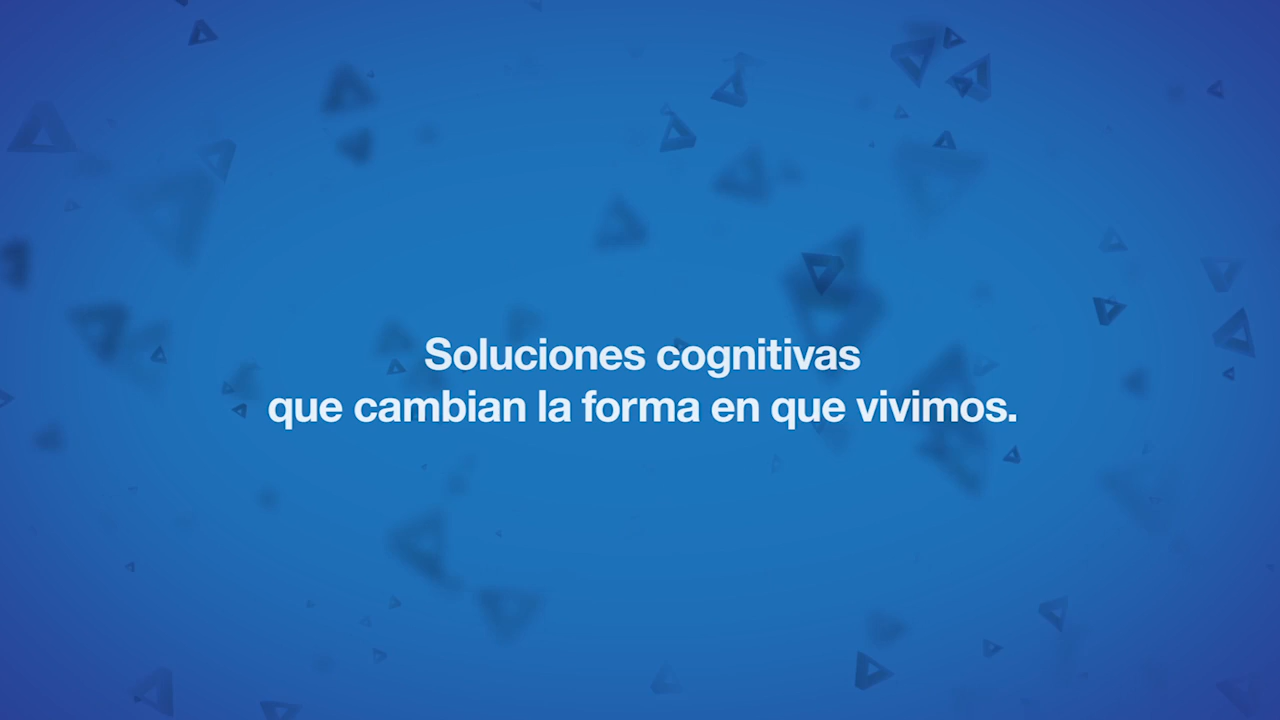 Soluciones cognitivas
que cambian la forma en que vivimos.